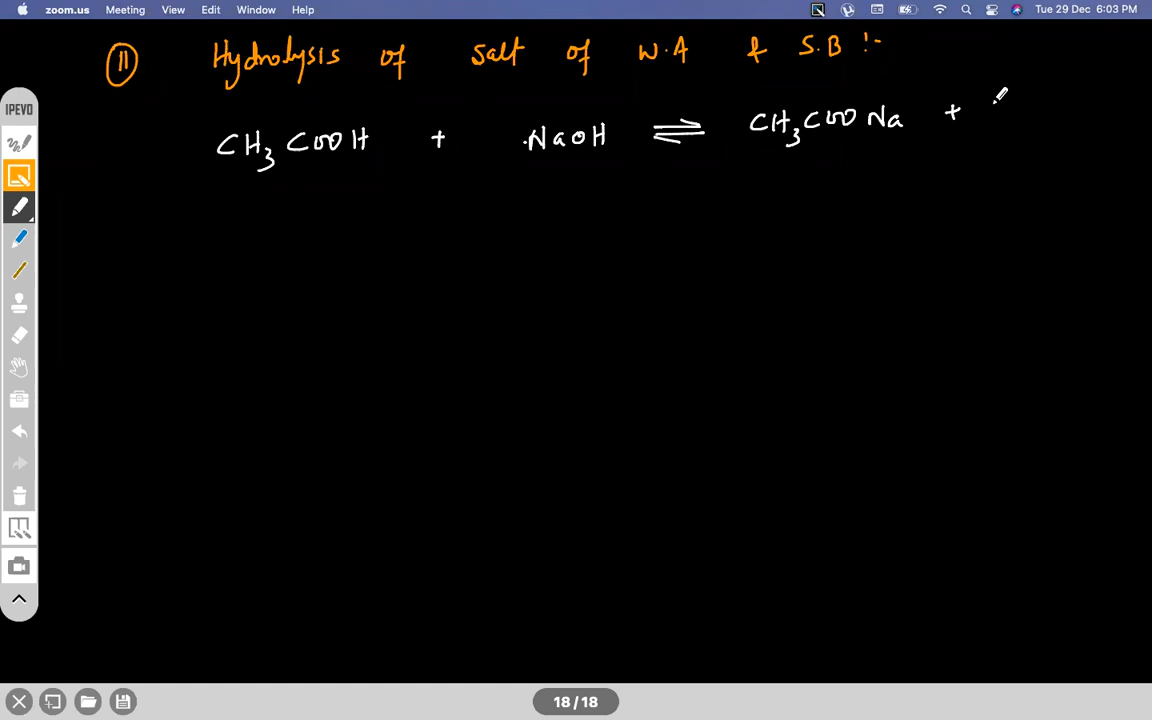 zoom.us Meeting View Edit Window Help Tue 29 Dec 6:03 PM
11 Hydrolysis of salt of W.A & S.B :-
IPEVO
CH3COOH + NaOH ⇌ CH3COONa +
18/18